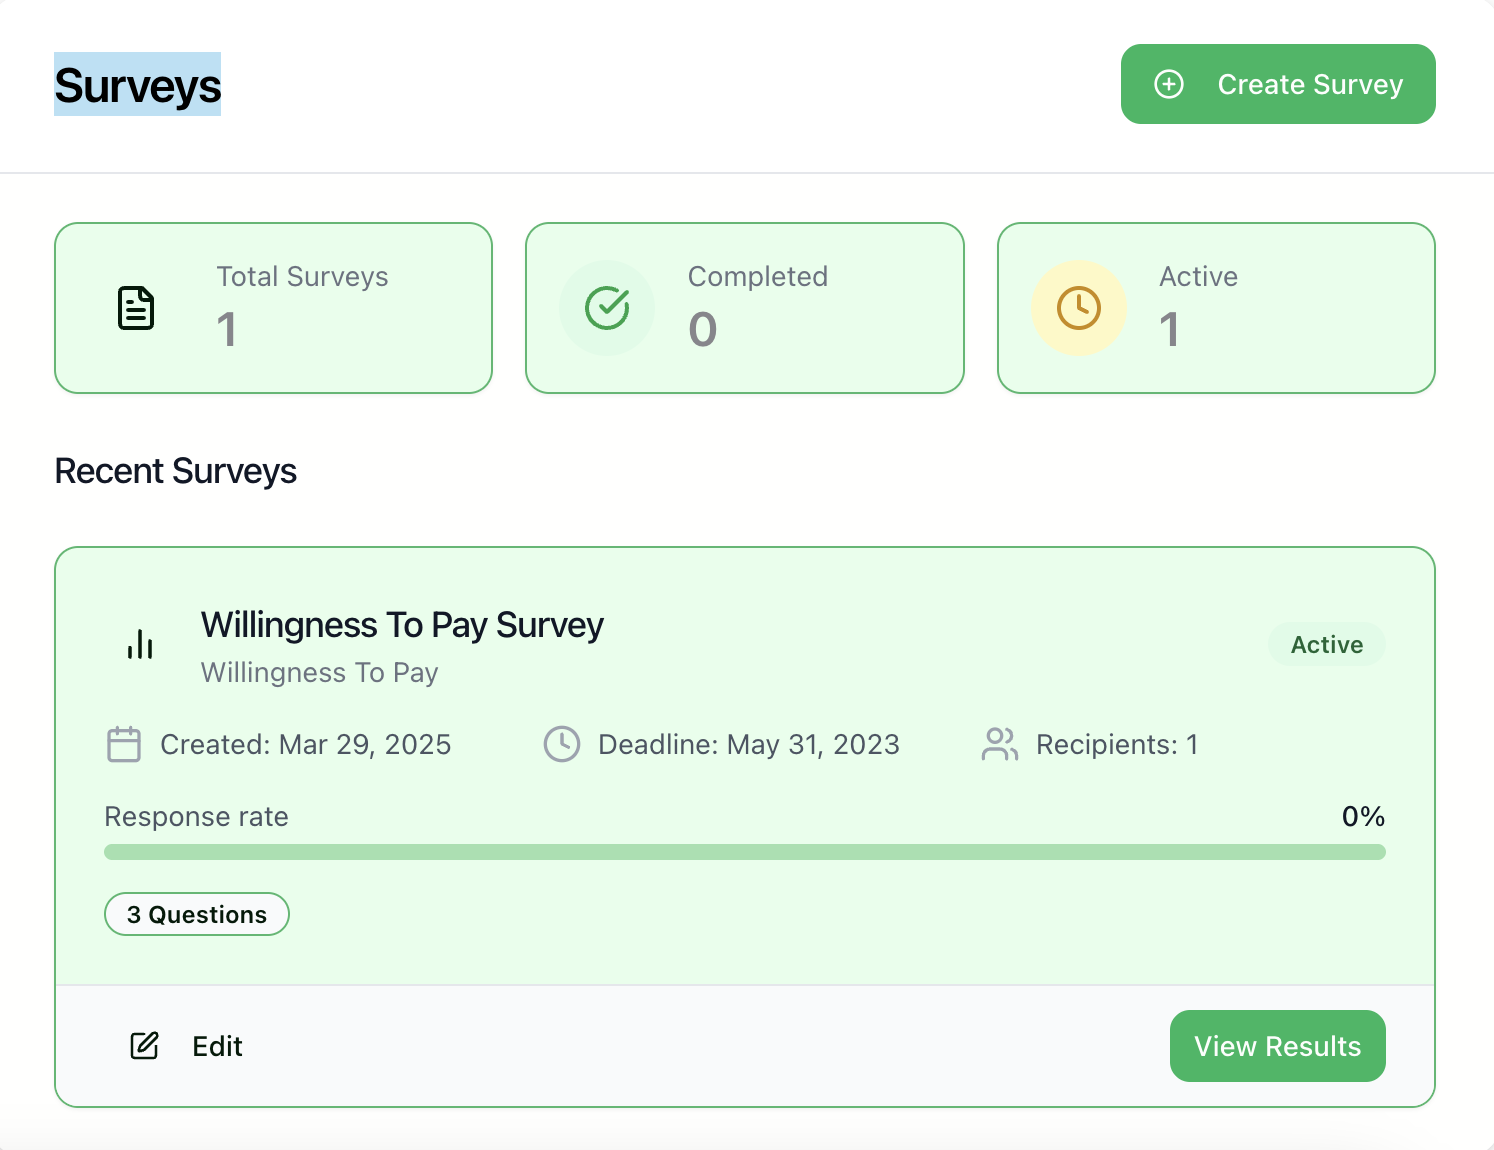 Surveys
Create Survey
Total Surveys
1
Completed
0
Active
1
Recent Surveys
Willingness To Pay Survey
Willingness To Pay
Active
Created: Mar 29, 2025
Deadline: May 31, 2023
Recipients: 1
Response rate
0%
3 Questions
Edit
View Results